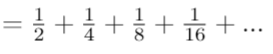 = 1/2 + 1/4 + 1/8 + 1/16 + ...